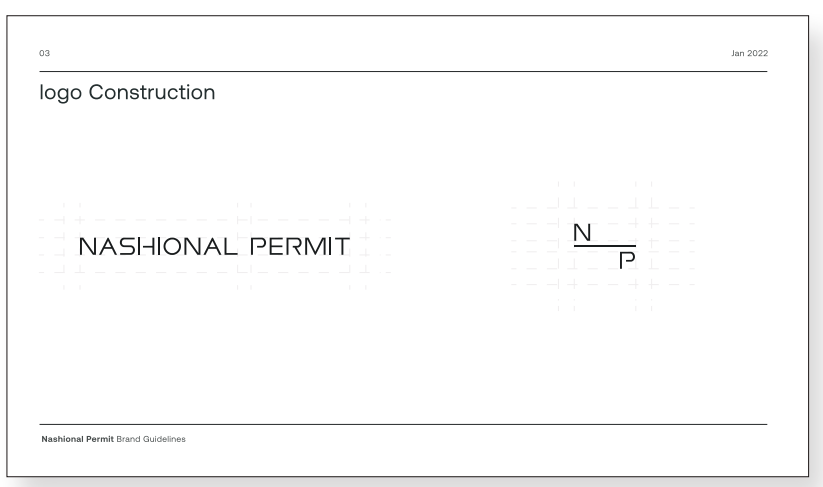 03
Jan 2022
logo Construction
NASHIONAL PERMIT
N
P
Nashional Permit Brand Guidelines